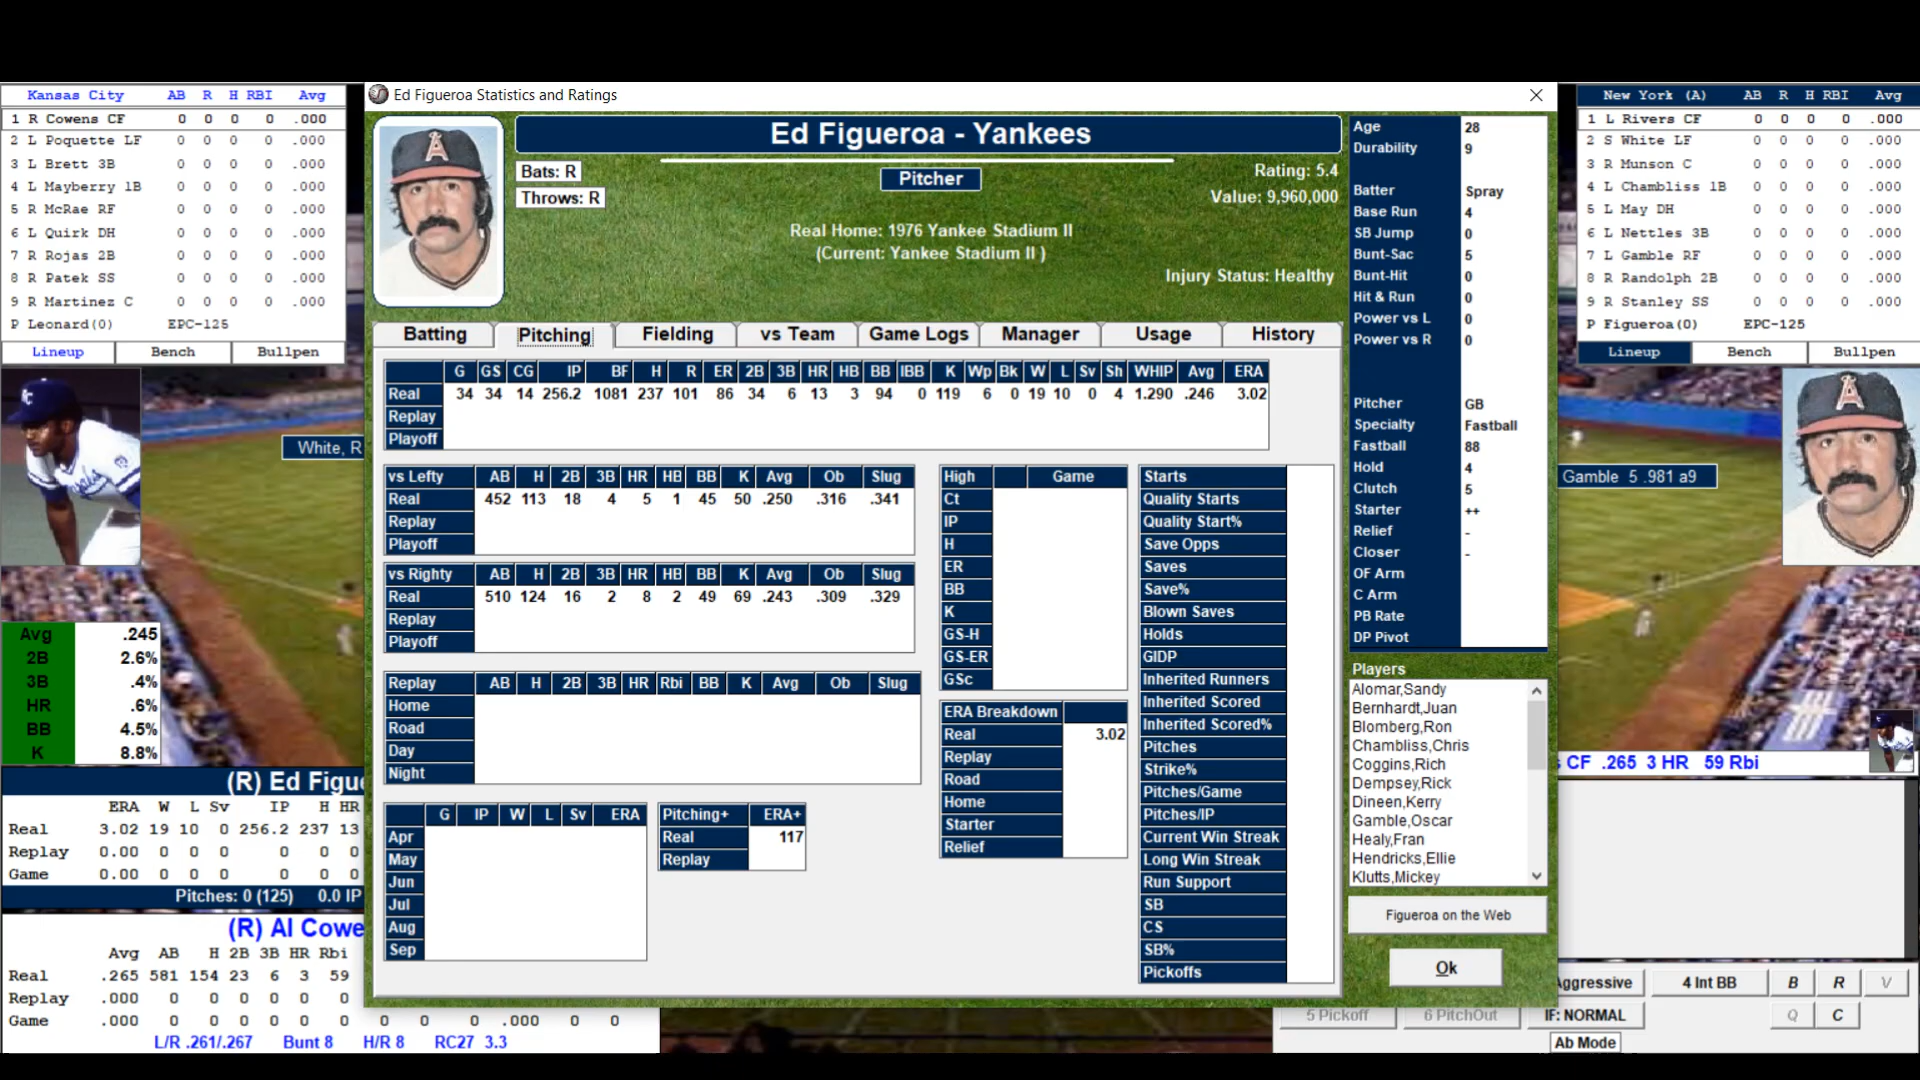 Kansas City AB R H RBI Avg
1 R Cowens CF 0 0 0 0 .000
2 L Poquette LF 0 0 0 0 .000
3 L Brett 3B 0 0 0 0 .000
4 L Mayberry 1B 0 0 0 0 .000
5 R McRae RF 0 0 0 0 .000
6 L Quirk DH 0 0 0 0 .000
7 R Rojas 2B 0 0 0 0 .000
8 R Patek SS 0 0 0 0 .000
9 R Martinez C 0 0 0 0 .000
P Leonard(0) EPC-125
Lineup Bench Bullpen
White, R
Avg .245
2B 2.6%
3B .4%
HR .6%
BB 4.5%
K 8.8%
(R) Ed Figue
ERA W L Sv IP H HR
Real 3.02 19 10 0 256.2 237 13
Replay 0.00 0 0 0 0 0 0
Game 0.00 0 0 0 0 0 0
Pitches: 0 (125) 0.0 IP
(R) Al Cowe
Avg AB H 2B 3B HR Rbi
Real .265 581 154 23 6 3 59
Replay .000 0 0 0 0 0 0
Game .000 0 0 0 0 0 0 0 0 .000 0 0
L/R .261/.267 Bunt 8 H/R 8 RC27 3.3
Ed Figueroa Statistics and Ratings
Ed Figueroa - Yankees
Bats: R
Throws: R
Pitcher
Rating: 5.4
Value: 9,960,000
Real Home: 1976 Yankee Stadium II
(Current: Yankee Stadium II )
Injury Status: Healthy
Batting Pitching Fielding vs Team Game Logs Manager Usage History
G GS CG IP BF H R ER 2B 3B HR HB BB IBB K Wp Bk W L Sv Sh WHIP Avg ERA
Real 34 34 14 256.2 1081 237 101 86 34 6 13 3 94 0 119 6 0 19 10 0 4 1.290 .246 3.02
Replay
Playoff
vs Lefty AB H 2B 3B HR HB BB K Avg Ob Slug
Real 452 113 18 4 5 1 45 50 .250 .316 .341
Replay
Playoff
vs Righty AB H 2B 3B HR HB BB K Avg Ob Slug
Real 510 124 16 2 8 2 49 69 .243 .309 .329
Replay
Playoff
Replay AB H 2B 3B HR Rbi BB K Avg Ob Slug
Home
Road
Day
Night
G IP W L Sv ERA
Apr
May
Jun
Jul
Aug
Sep
Pitching+ ERA+
Real 117
Replay
High Game
Ct
IP
H
ER
BB
K
GS-H
GS-ER
GSc
ERA Breakdown
Real 3.02
Replay
Road
Home
Starter
Relief
Starts
Quality Starts
Quality Start%
Save Opps
Saves
Save%
Blown Saves
Holds
GIDP
Inherited Runners
Inherited Scored
Inherited Scored%
Pitches
Strike%
Pitches/Game
Pitches/IP
Current Win Streak
Long Win Streak
Run Support
SB
CS
SB%
Pickoffs
Age 28
Durability 9
Batter Spray
Base Run 4
SB Jump 0
Bunt-Sac 5
Bunt-Hit 0
Hit & Run 0
Power vs L 0
Power vs R 0
Pitcher GB
Specialty Fastball
Fastball 88
Hold 4
Clutch 5
Starter ++
Relief -
Closer -
OF Arm
C Arm
PB Rate
DP Pivot
Players
Alomar,Sandy
Bernhardt,Juan
Blomberg,Ron
Chambliss,Chris
Coggins,Rich
Dempsey,Rick
Dineen,Kerry
Gamble,Oscar
Healy,Fran
Hendricks,Ellie
Klutts,Mickey
Figueroa on the Web
Ok
New York (A) AB R H RBI Avg
1 L Rivers CF 0 0 0 0 .000
2 S White LF 0 0 0 0 .000
3 R Munson C 0 0 0 0 .000
4 L Chambliss 1B 0 0 0 0 .000
5 L May DH 0 0 0 0 .000
6 L Nettles 3B 0 0 0 0 .000
7 L Gamble RF 0 0 0 0 .000
8 R Randolph 2B 0 0 0 0 .000
9 R Stanley SS 0 0 0 0 .000
P Figueroa(0) EPC-125
Lineup Bench Bullpen
Gamble 5 .981 a9
s CF .265 3 HR 59 Rbi
Aggressive 4 Int BB B R V
5 Pickoff 6 PitchOut IF: NORMAL Q C
Ab Mode